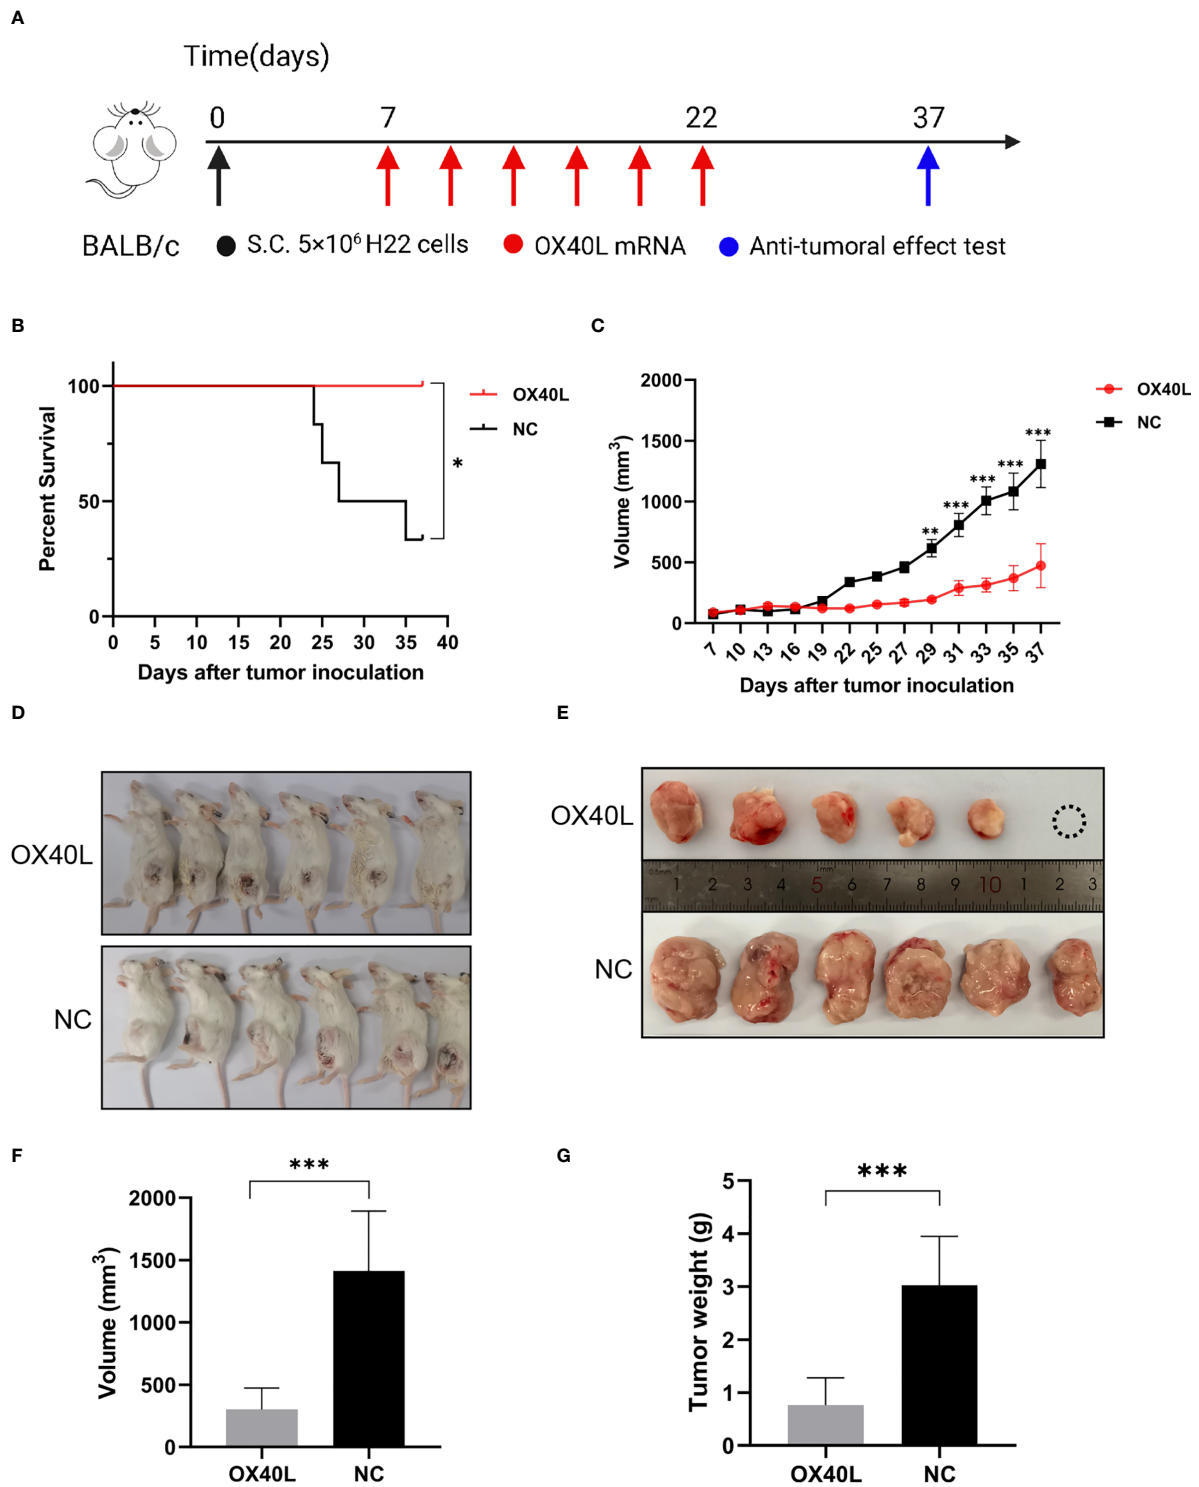 A
Time(days)
0 7 22 37
BALB/c
S.C. 5×10⁶ H22 cells
OX40L mRNA
Anti-tumoral effect test
B
Percent Survival
100
50
0
0 5 10 15 20 25 30 35 40
Days after tumor inoculation
OX40L
NC
*
C
Volume (mm³)
2000
1500
1000
500
0
7 10 13 16 19 22 25 27 29 31 33 35 37
Days after tumor inoculation
** *** *** *** ***
OX40L
NC
D
OX40L
NC
E
OX40L
1 2 3 4 5 6 7 8 9 10 1 2 3
NC
F
***
Volume (mm³)
2000
1500
1000
500
0
OX40L NC
G
***
Tumor weight (g)
5
4
3
2
1
0
OX40L NC